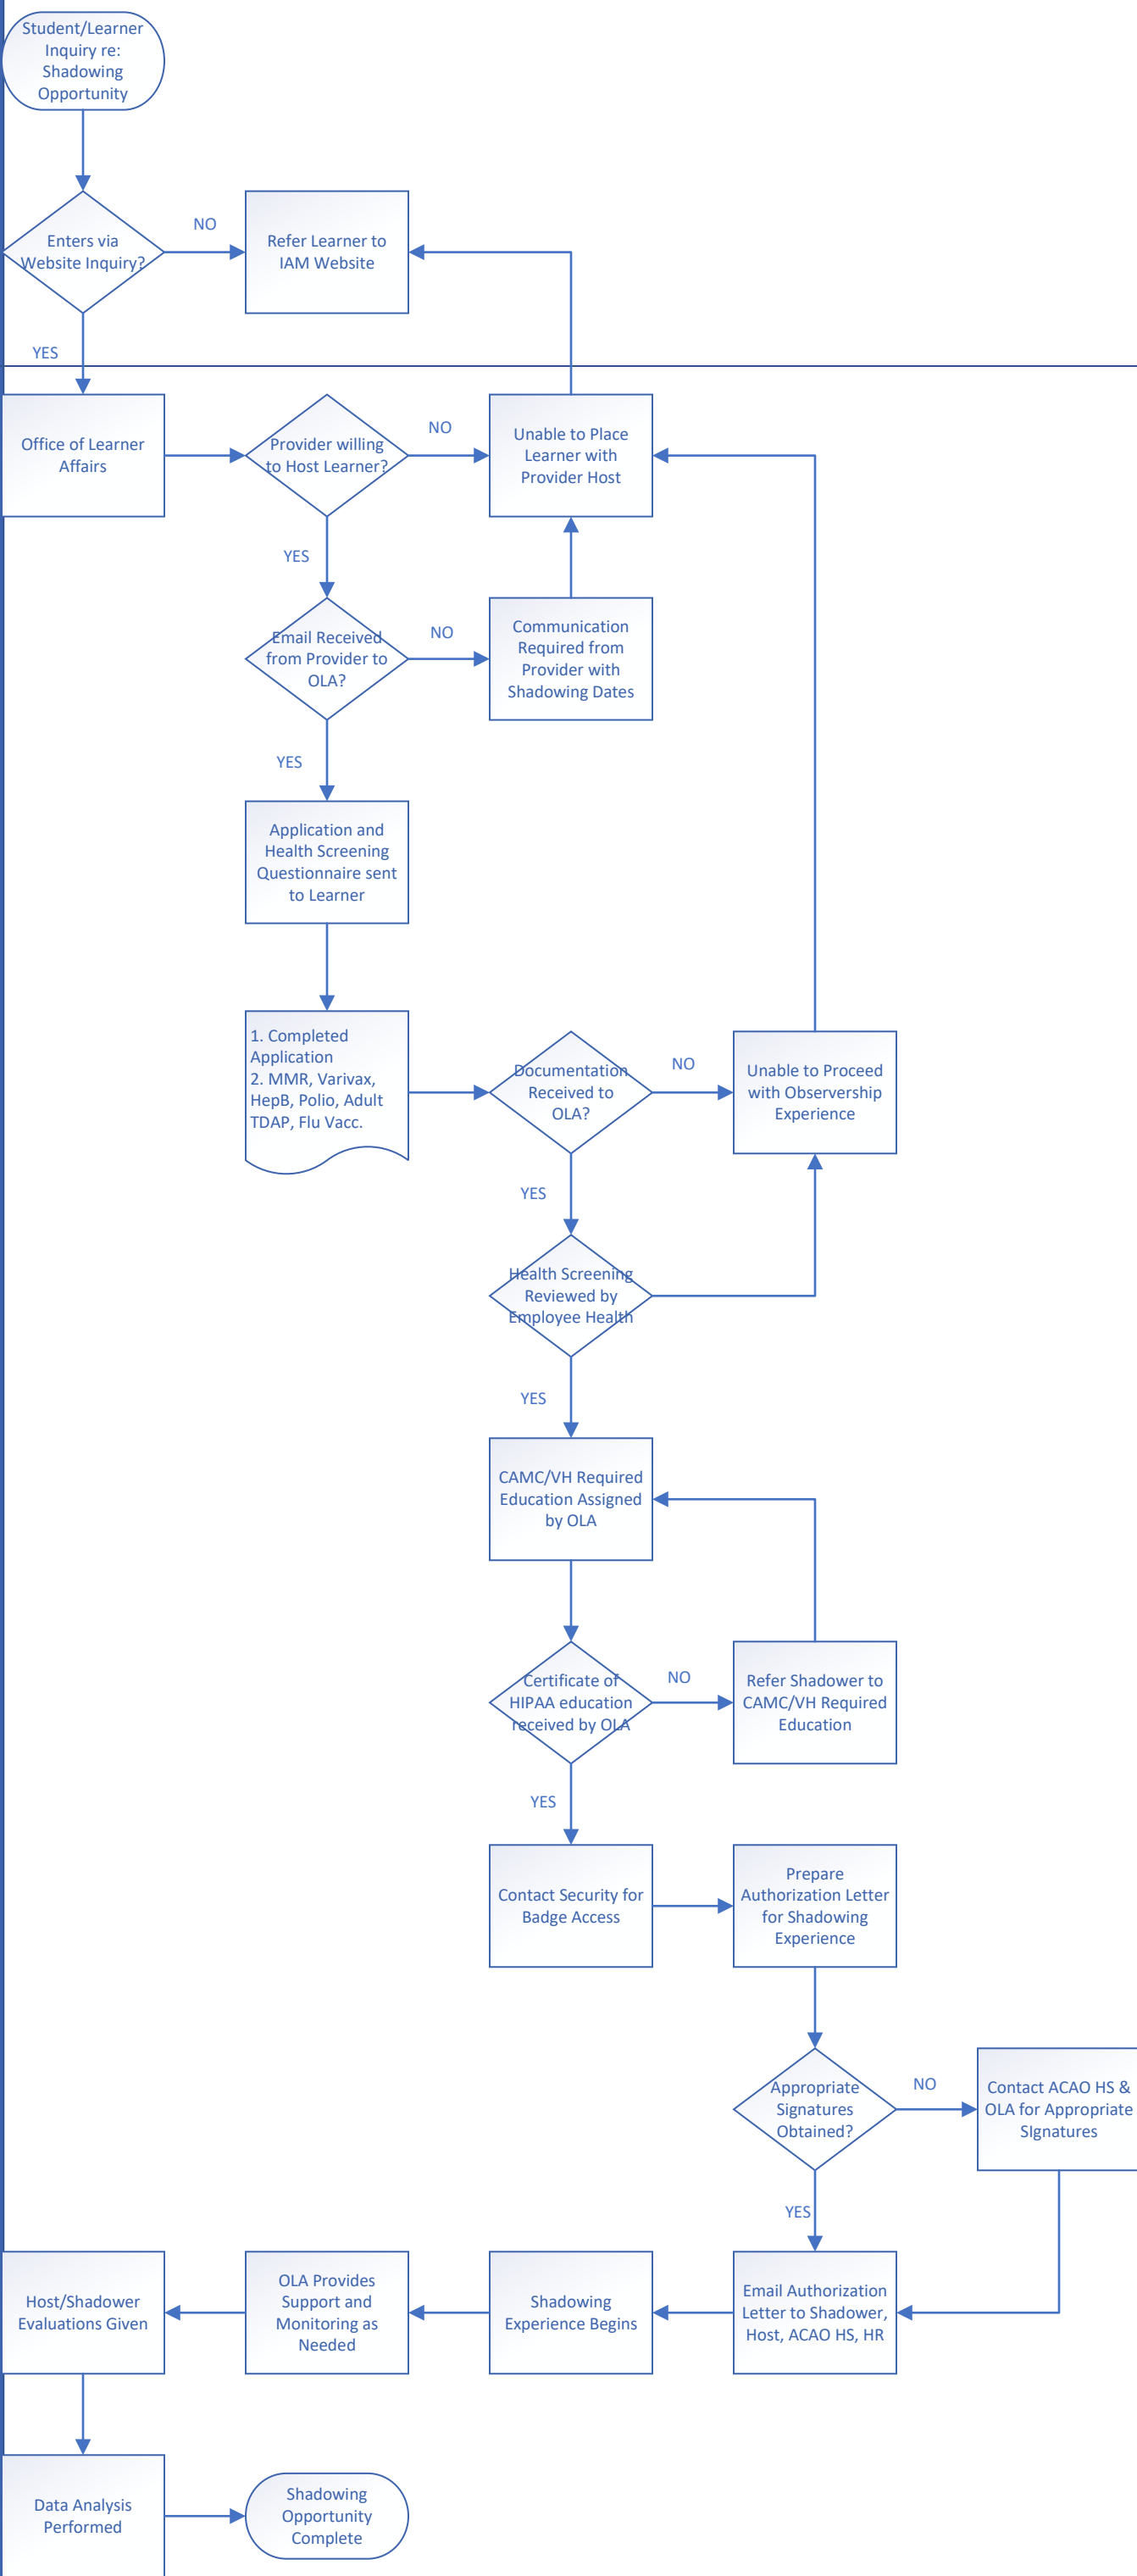 Student/Learner
Inquiry re:
Shadowing
Opportunity
Enters via
Website Inquiry?
NO
Refer Learner to
IAM Website
YES
Office of Learner
Affairs
Provider willing
to Host Learner?
NO
Unable to Place
Learner with
Provider Host
YES
Email Received
from Provider to
OLA?
NO
Communication
Required from
Provider with
Shadowing Dates
YES
Application and
Health Screening
Questionnaire sent
to Learner
1. Completed
Application
2. MMR, Varivax,
HepB, Polio, Adult
TDAP, Flu Vacc.
Documentation
Received to
OLA?
NO
Unable to Proceed
with Observership
Experience
YES
Health Screening
Reviewed by
Employee Health
YES
CAMC/VH Required
Education Assigned
by OLA
Certificate of
HIPAA education
received by OLA
NO
Refer Shadower to
CAMC/VH Required
Education
YES
Contact Security for
Badge Access
Prepare
Authorization Letter
for Shadowing
Experience
Appropriate
Signatures
Obtained?
NO
Contact ACAO HS &
OLA for Appropriate
SIgnatures
YES
Host/Shadower
Evaluations Given
OLA Provides
Support and
Monitoring as
Needed
Shadowing
Experience Begins
Email Authorization
Letter to Shadower,
Host, ACAO HS, HR
Data Analysis
Performed
Shadowing
Opportunity
Complete